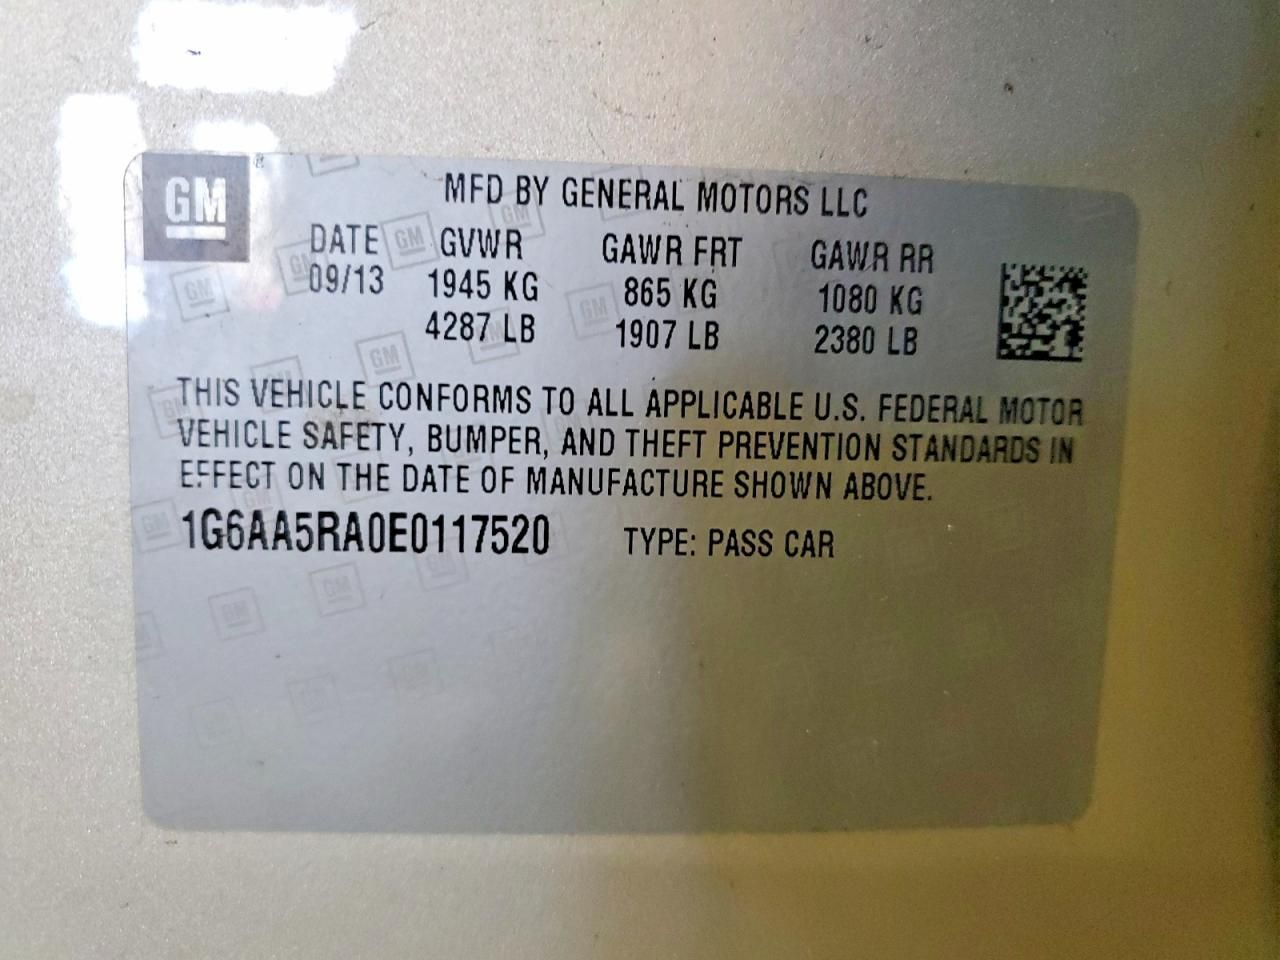 GM
MFD BY GENERAL MOTORS LLC
DATE GVWR GAWR FRT GAWR RR
09/13 1945 KG 865 KG 1080 KG
4287 LB 1907 LB 2380 LB
THIS VEHICLE CONFORMS TO ALL APPLICABLE U.S. FEDERAL MOTOR
VEHICLE SAFETY, BUMPER, AND THEFT PREVENTION STANDARDS IN
EFFECT ON THE DATE OF MANUFACTURE SHOWN ABOVE.
1G6AA5RA0E0117520 TYPE: PASS CAR